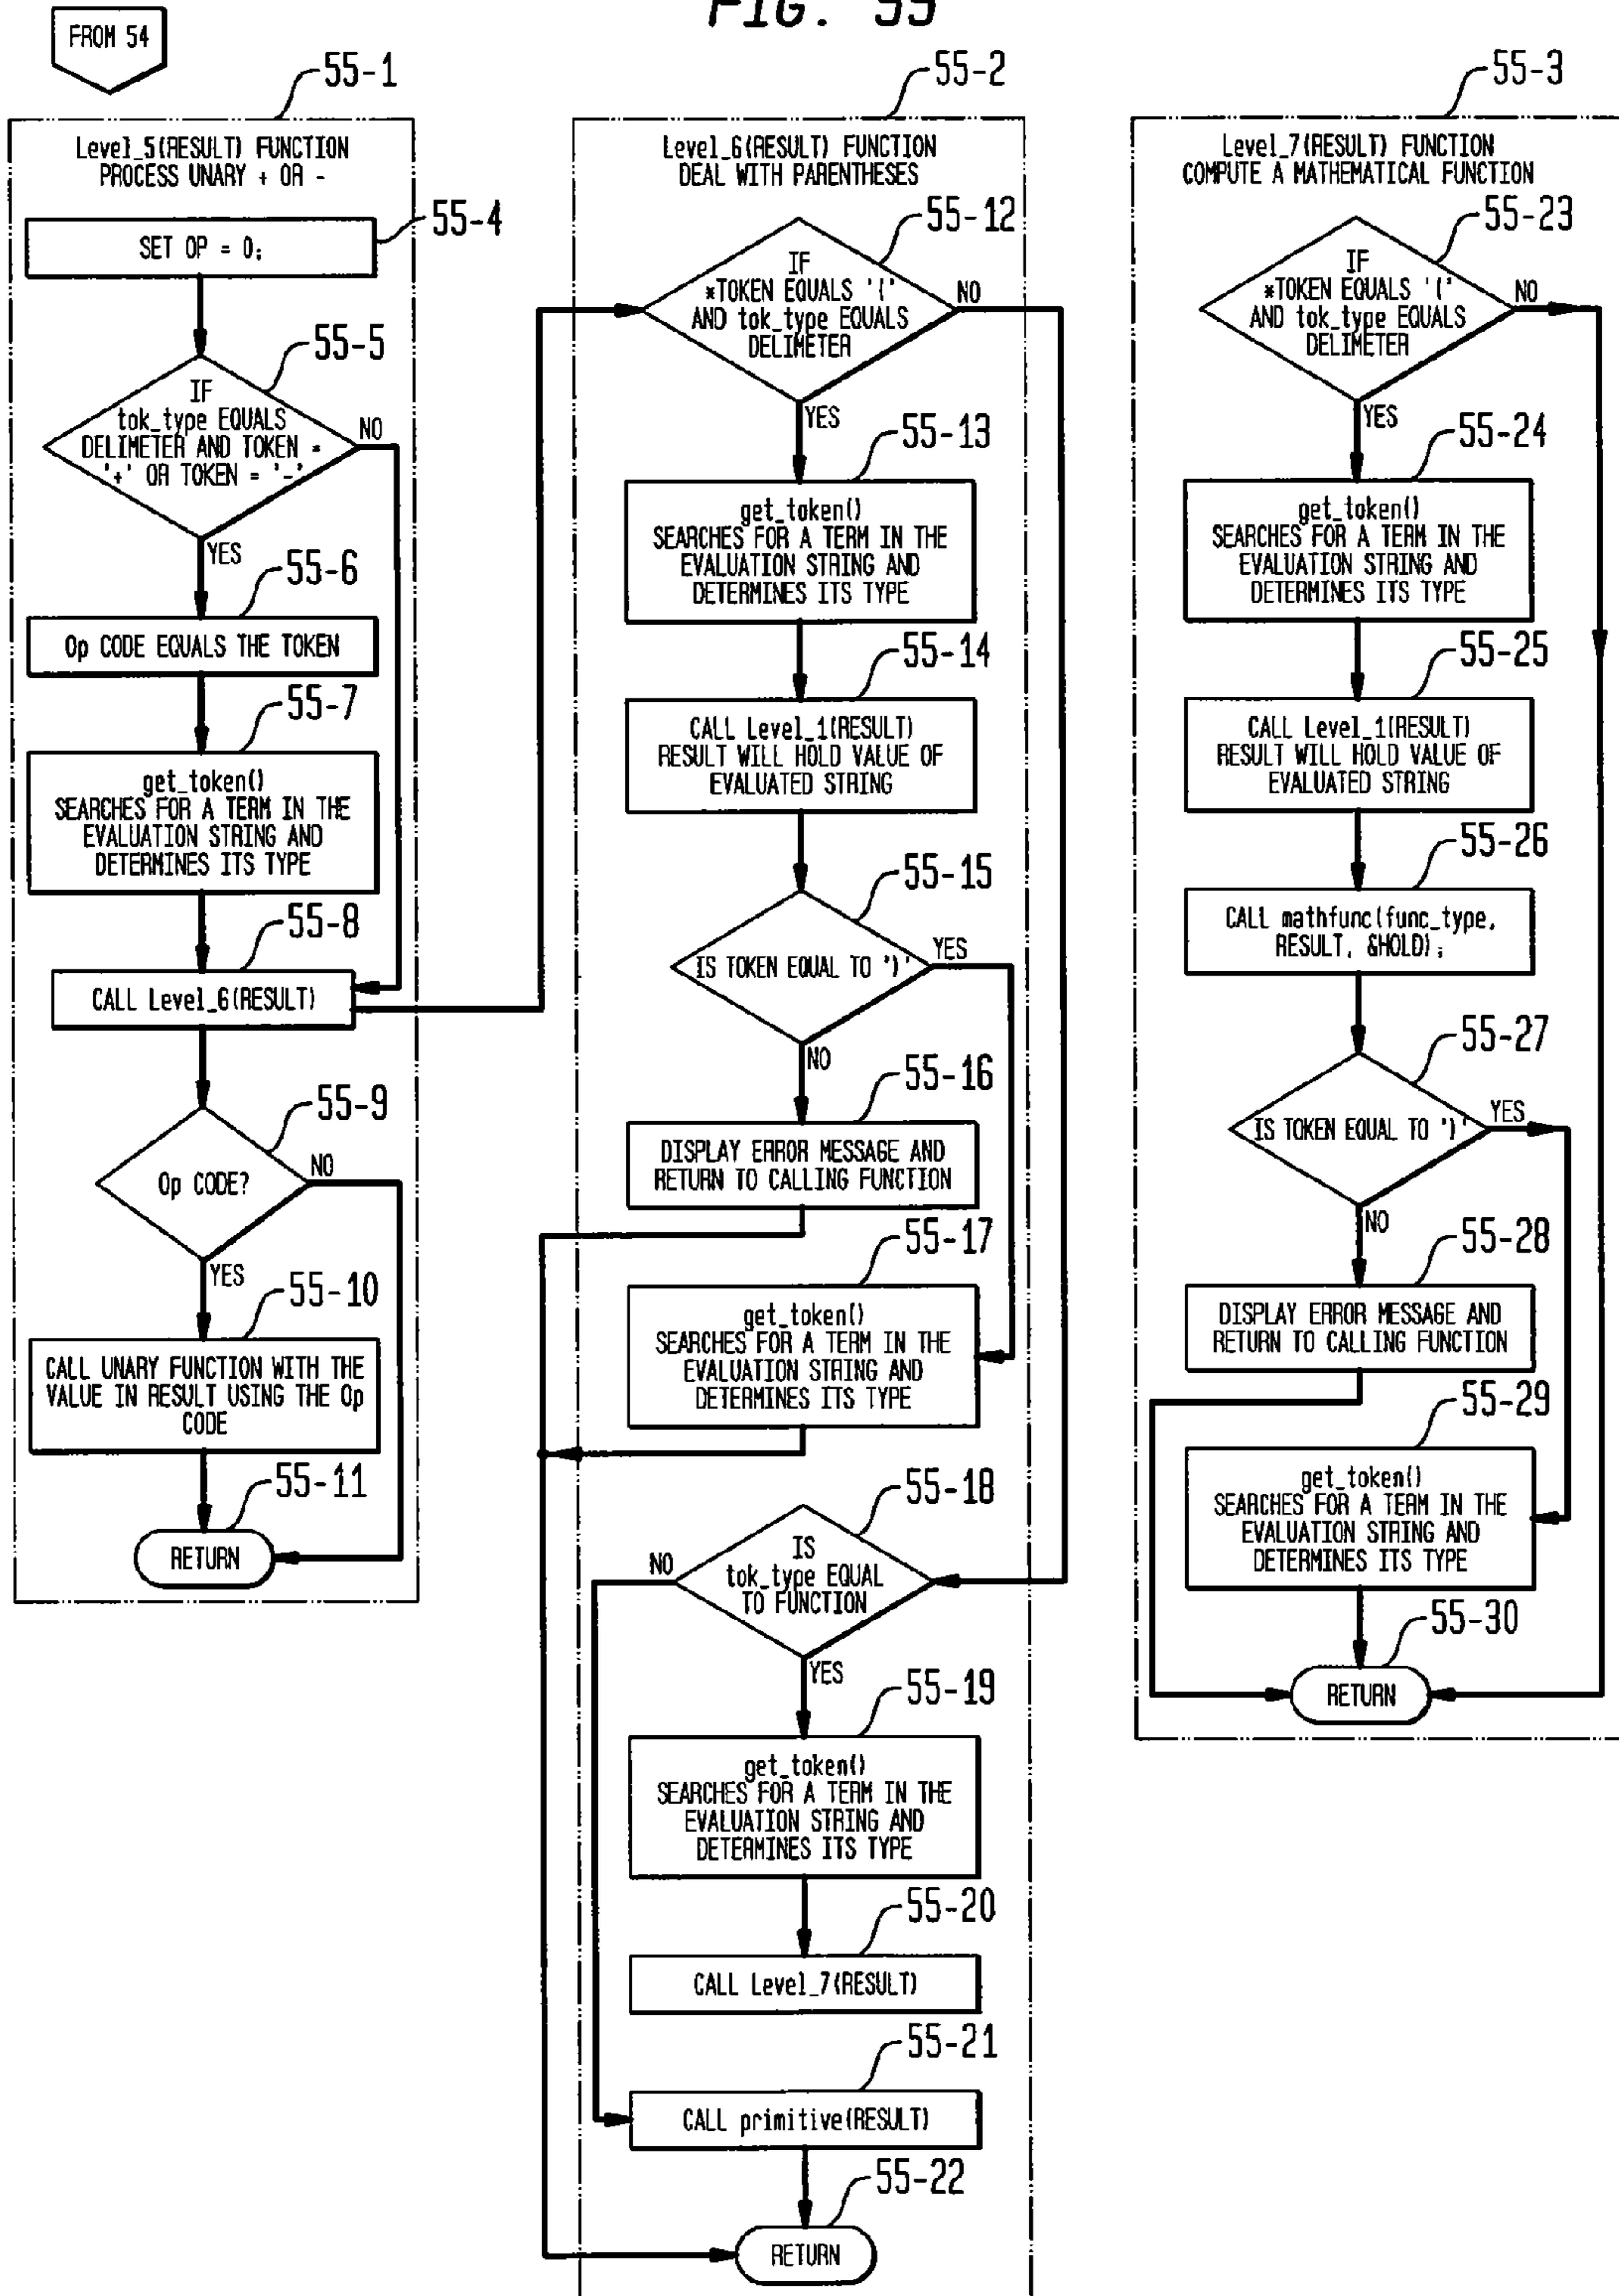 FIG. 55
FROM 54
55-1
Level_5(RESULT) FUNCTION
PROCESS UNARY + OR -
55-4
SET OP = 0;
55-5
IF
tok_type EQUALS
DELIMETER AND TOKEN =
'+' OR TOKEN = '-'
NO
YES
55-6
Op CODE EQUALS THE TOKEN
55-7
get_token()
SEARCHES FOR A TERM IN THE
EVALUATION STRING AND
DETERMINES ITS TYPE
55-8
CALL Level_6(RESULT)
55-9
Op CODE?
NO
YES
55-10
CALL UNARY FUNCTION WITH THE
VALUE IN RESULT USING THE Op
CODE
55-11
RETURN
55-2
Level_6(RESULT) FUNCTION
DEAL WITH PARENTHESES
55-12
IF
*TOKEN EQUALS '('
AND tok_type EQUALS
DELIMETER
NO
YES
55-13
get_token()
SEARCHES FOR A TERM IN THE
EVALUATION STRING AND
DETERMINES ITS TYPE
55-14
CALL Level_1(RESULT)
RESULT WILL HOLD VALUE OF
EVALUATED STRING
55-15
IS TOKEN EQUAL TO ')'
YES
NO
55-16
DISPLAY ERROR MESSAGE AND
RETURN TO CALLING FUNCTION
55-17
get_token()
SEARCHES FOR A TERM IN THE
EVALUATION STRING AND
DETERMINES ITS TYPE
55-18
IS
tok_type EQUAL
TO FUNCTION
NO
YES
55-19
get_token()
SEARCHES FOR A TERM IN THE
EVALUATION STRING AND
DETERMINES ITS TYPE
55-20
CALL Level_7(RESULT)
55-21
CALL primitive(RESULT)
55-22
RETURN
55-3
Level_7(RESULT) FUNCTION
COMPUTE A MATHEMATICAL FUNCTION
55-23
IF
*TOKEN EQUALS '('
AND tok_type EQUALS
DELIMETER
NO
YES
55-24
get_token()
SEARCHES FOR A TERM IN THE
EVALUATION STRING AND
DETERMINES ITS TYPE
55-25
CALL Level_1(RESULT)
RESULT WILL HOLD VALUE OF
EVALUATED STRING
55-26
CALL mathfunc(func_type,
RESULT, &HOLD);
55-27
IS TOKEN EQUAL TO ')'
YES
NO
55-28
DISPLAY ERROR MESSAGE AND
RETURN TO CALLING FUNCTION
55-29
get_token()
SEARCHES FOR A TERM IN THE
EVALUATION STRING AND
DETERMINES ITS TYPE
55-30
RETURN